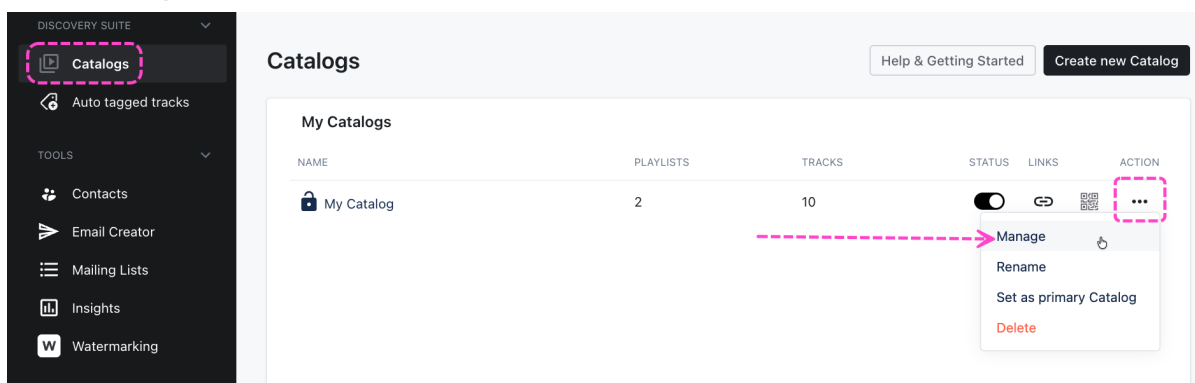 DISCOVERY SUITE
Catalogs
Auto tagged tracks
TOOLS
Contacts
Email Creator
Mailing Lists
Insights
W Watermarking
Catalogs
Help & Getting Started
Create new Catalog
My Catalogs
NAME PLAYLISTS TRACKS STATUS LINKS ACTION
My Catalog 2 10
Manage
Rename
Set as primary Catalog
Delete